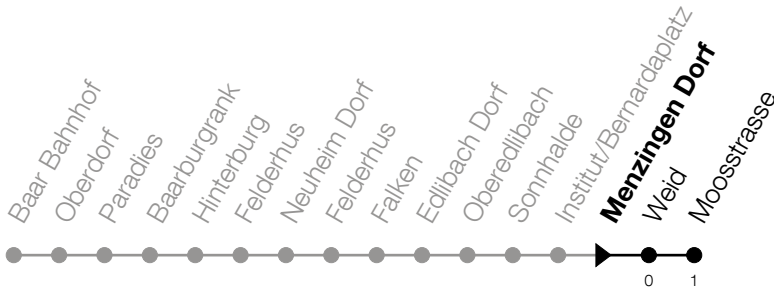 Baar Bahnhof
Oberdorf
Paradies
Baarburgrank
Hinterburg
Felderhus
Neuheim Dorf
Felderhus
Falken
Edlibach Dorf
Oberedlibach
Sonnhalde
Institut/Bernardaplatz
Menzingen Dorf
Weid
Moosstrasse
0 1